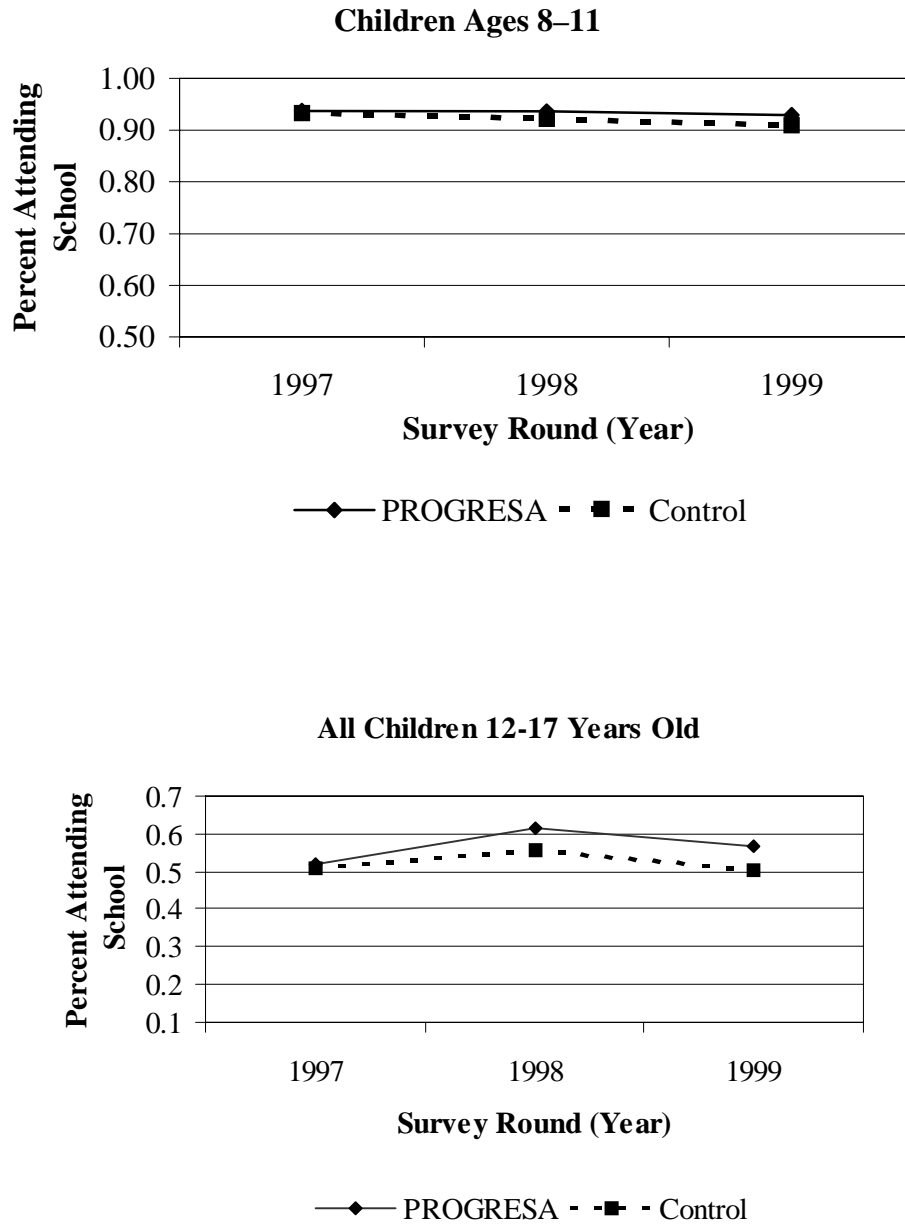 Children Ages 8–11
Percent Attending
School
1.00
0.90
0.80
0.70
0.60
0.50
1997 1998 1999
Survey Round (Year)
PROGRESA Control
All Children 12-17 Years Old
Percent Attending
School
0.7
0.6
0.5
0.4
0.3
0.2
0.1
1997 1998 1999
Survey Round (Year)
PROGRESA Control